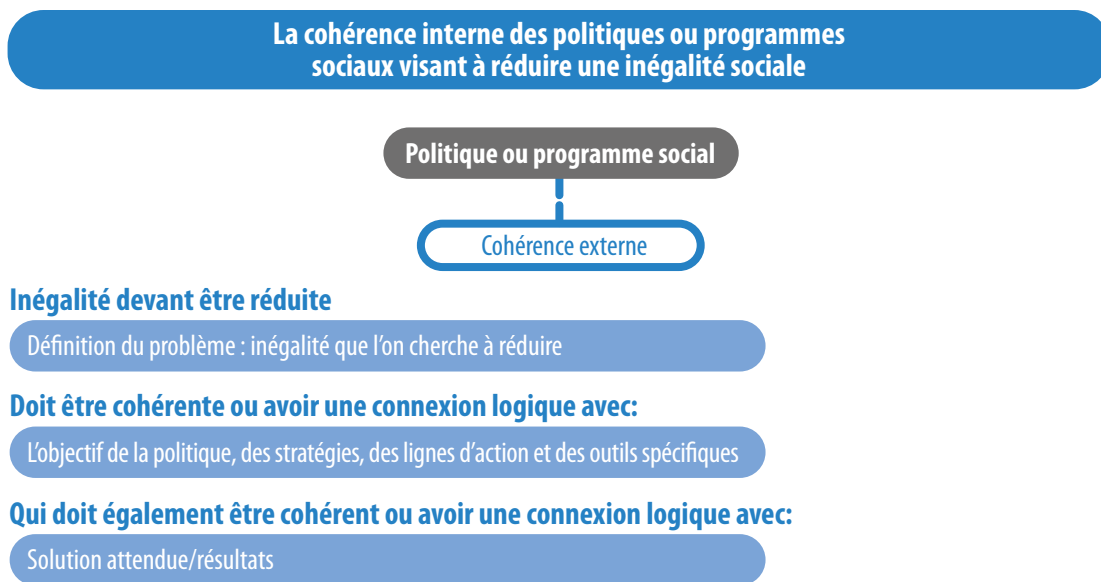 La cohérence interne des politiques ou programmes
sociaux visant à réduire une inégalité sociale
Politique ou programme social
Cohérence externe
Inégalité devant être réduite
Définition du problème : inégalité que l’on cherche à réduire
Doit être cohérente ou avoir une connexion logique avec:
L’objectif de la politique, des stratégies, des lignes d’action et des outils spécifiques
Qui doit également être cohérent ou avoir une connexion logique avec:
Solution attendue/résultats